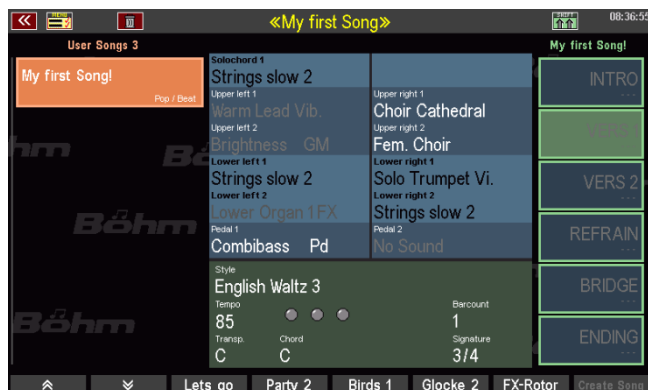 MENU
«My first Song»
SHIFT
08:36:55
User Songs 3
My first Song!
My first Song!
Pop / Beat
Solochord 1
Strings slow 2
Upper left 1
Warm Lead Vib.
Upper right 1
Choir Cathedral
Upper left 2
Brightness GM
Upper right 2
Fem. Choir
Lower left 1
Strings slow 2
Lower right 1
Solo Trumpet Vi.
Lower left 2
Lower Organ 1FX
Lower right 2
Strings slow 2
Pedal 1
Combibass Pd
Pedal 2
No Sound
Style
English Waltz 3
Tempo
85
Barcount
1
Transp.
C
Chord
C
Signature
3/4
INTRO
...
VERS 2
...
REFRAIN
...
BRIDGE
...
ENDING
...
Böhm
Böhm
Lets go
Party 2
Birds 1
Glocke 2
FX-Rotor
Create Song